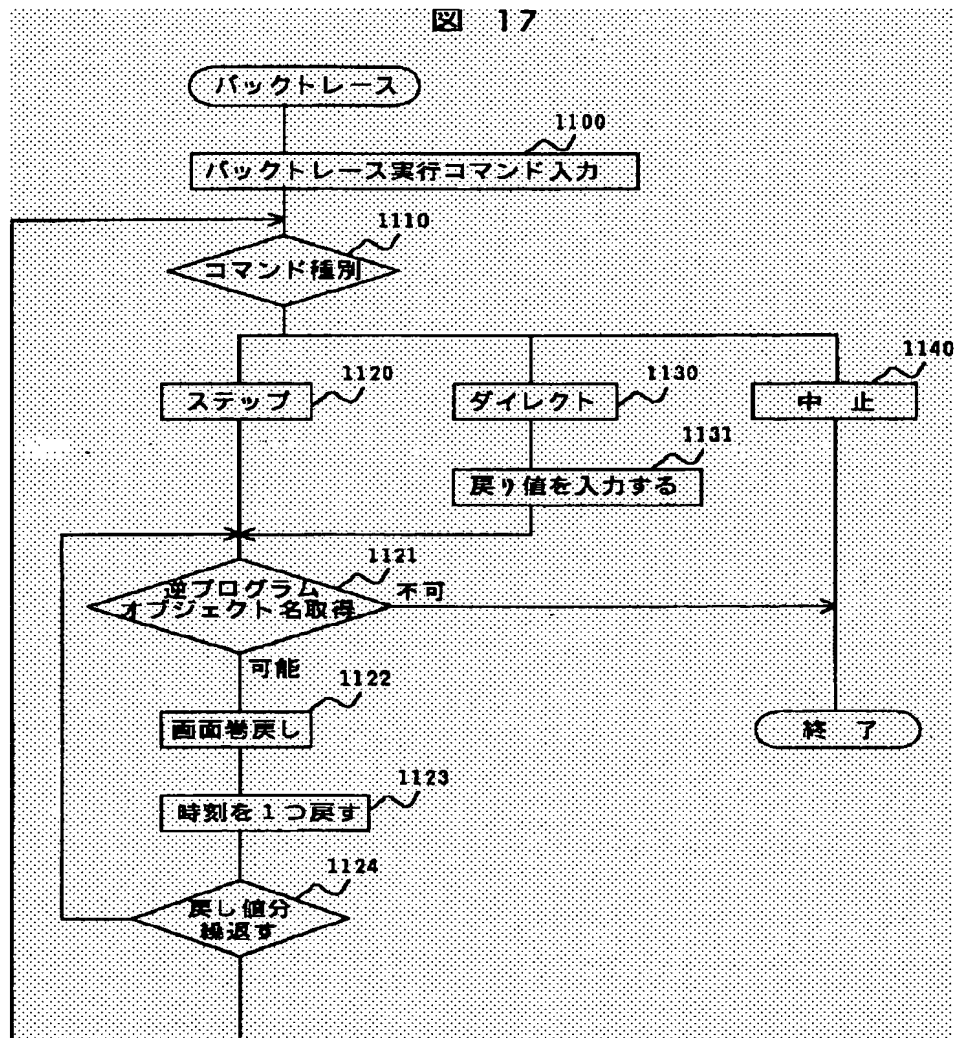 図 17
バックトレース
1100
バックトレース実行コマンド入力
1110
コマンド種別
1120
ステップ
1130
ダイレクト
1140
中 止
1131
戻り値を入力する
1121
逆プログラム
オブジェクト名取得
不可
可能
1122
画面巻戻し
終 了
1123
時刻を1つ戻す
1124
戻し値分
繰返す